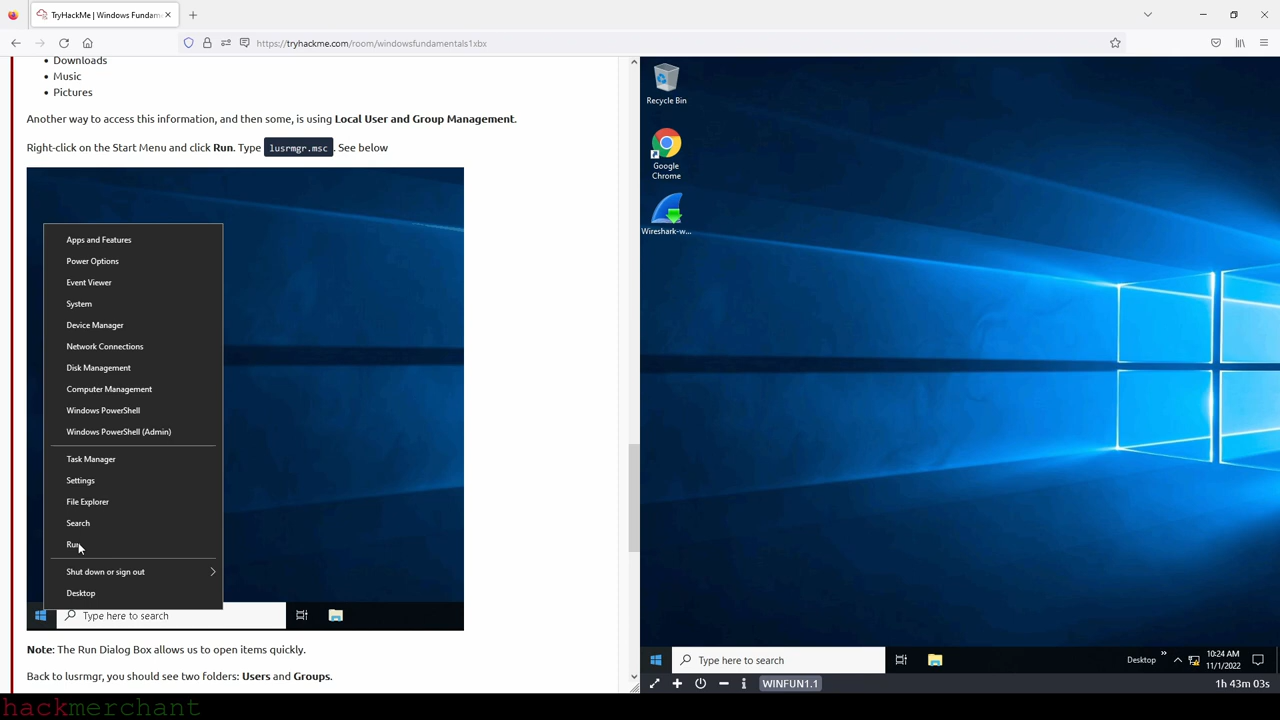 TryHackMe | Windows Fundam
https://tryhackme.com/room/windowsfundamentals1xbx
• Downloads
• Music
• Pictures
Another way to access this information, and then some, is using Local User and Group Management.
Right-click on the Start Menu and click Run. Type lusrmgr.msc. See below
Apps and Features
Power Options
Event Viewer
System
Device Manager
Network Connections
Disk Management
Computer Management
Windows PowerShell
Windows PowerShell (Admin)
Task Manager
Settings
File Explorer
Search
Run
Shut down or sign out
Desktop
Type here to search
Note: The Run Dialog Box allows us to open items quickly.
Back to lusrmgr, you should see two folders: Users and Groups.
Recycle Bin
Google
Chrome
Wireshark-w...
Type here to search
Desktop
10:24 AM
11/1/2022
WINFUN1.1
1h 43m 03s
hackmerchant